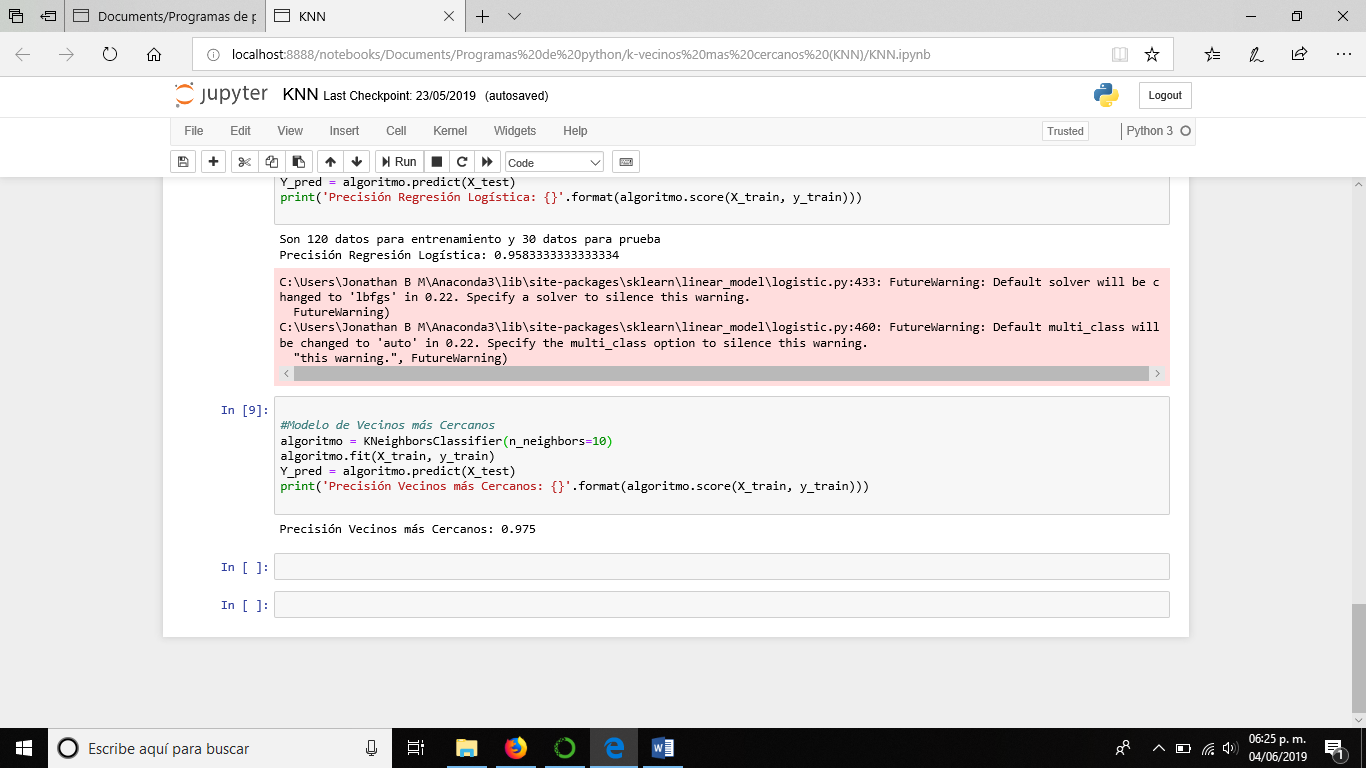 Documents/Programas de p
KNN
localhost:8888/notebooks/Documents/Programas%20de%20python/k-vecinos%20mas%20cercanos%20(KNN)/KNN.ipynb
jupyter KNN Last Checkpoint: 23/05/2019 (autosaved)
Logout
File Edit View Insert Cell Kernel Widgets Help
Trusted
Python 3
Run
Code
Y_pred = algoritmo.predict(X_test)
print('Precisión Regresión Logística: {}'.format(algoritmo.score(X_train, y_train)))
Son 120 datos para entrenamiento y 30 datos para prueba
Precisión Regresión Logística: 0.9583333333333334
C:\Users\Jonathan B M\Anaconda3\lib\site-packages\sklearn\linear_model\logistic.py:433: FutureWarning: Default solver will be c
hanged to 'lbfgs' in 0.22. Specify a solver to silence this warning.
FutureWarning)
C:\Users\Jonathan B M\Anaconda3\lib\site-packages\sklearn\linear_model\logistic.py:460: FutureWarning: Default multi_class will
be changed to 'auto' in 0.22. Specify the multi_class option to silence this warning.
"this warning.", FutureWarning)
In [9]:
#Modelo de Vecinos más Cercanos
algoritmo = KNeighborsClassifier(n_neighbors=10)
algoritmo.fit(X_train, y_train)
Y_pred = algoritmo.predict(X_test)
print('Precisión Vecinos más Cercanos: {}'.format(algoritmo.score(X_train, y_train)))
Precisión Vecinos más Cercanos: 0.975
In [ ]:
In [ ]:
Escribe aquí para buscar
06:25 p. m.
04/06/2019
1